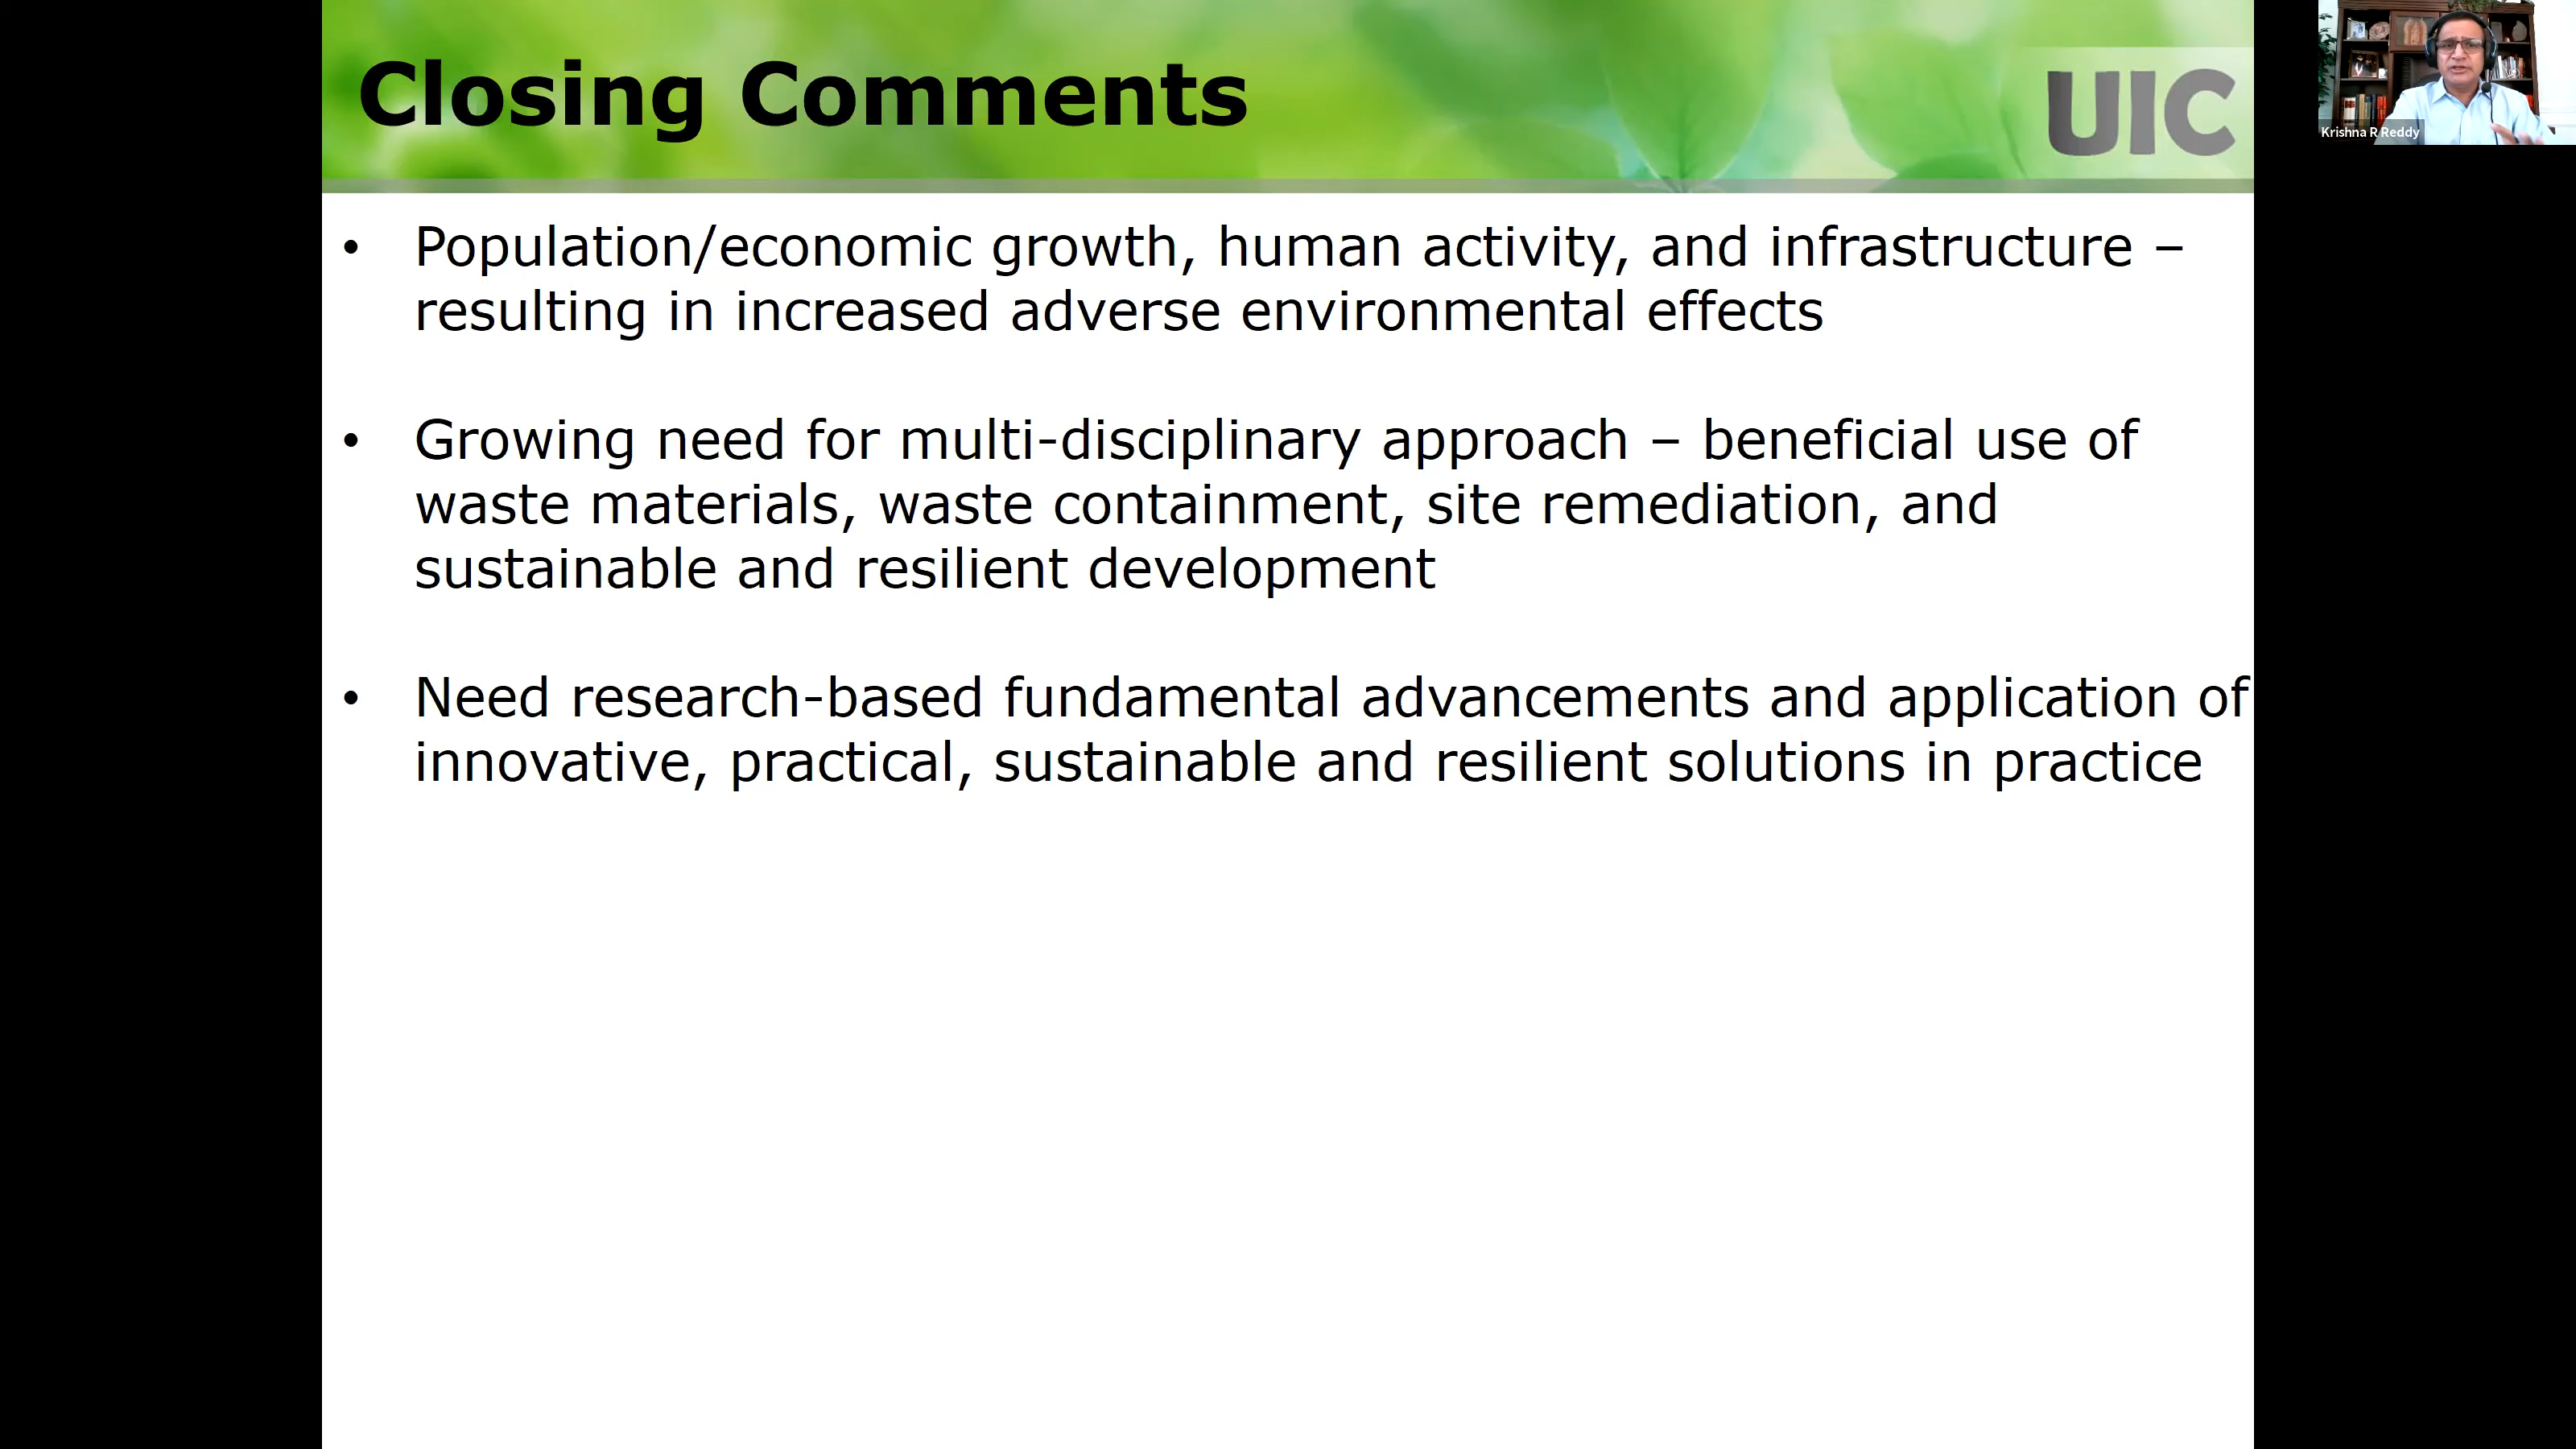 Closing Comments
UIC
Krishna R Reddy
• Population/economic growth, human activity, and infrastructure –
resulting in increased adverse environmental effects
• Growing need for multi-disciplinary approach – beneficial use of
waste materials, waste containment, site remediation, and
sustainable and resilient development
• Need research-based fundamental advancements and application of
innovative, practical, sustainable and resilient solutions in practice